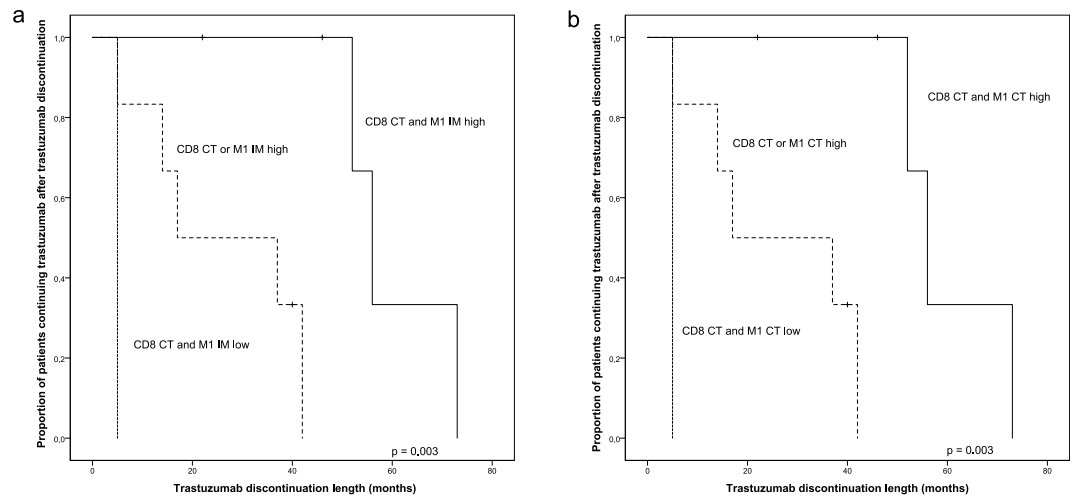 a
Proportion of patients continuing trastuzumab after trastuzumab discontinuation
1,0
0,8
0,6
0,4
0,2
0,0
CD8 CT and M1 IM high
CD8 CT or M1 IM high
CD8 CT and M1 IM low
p = 0.003
0
20
40
60
80
Trastuzumab discontinuation length (months)
b
Proportion of patients continuing trastuzumab after trastuzumab discontinuation
1,0
0,8
0,6
0,4
0,2
0,0
CD8 CT and M1 CT high
CD8 CT or M1 CT high
CD8 CT and M1 CT low
p = 0.003
0
20
40
60
80
Trastuzumab discontinuation length (months)